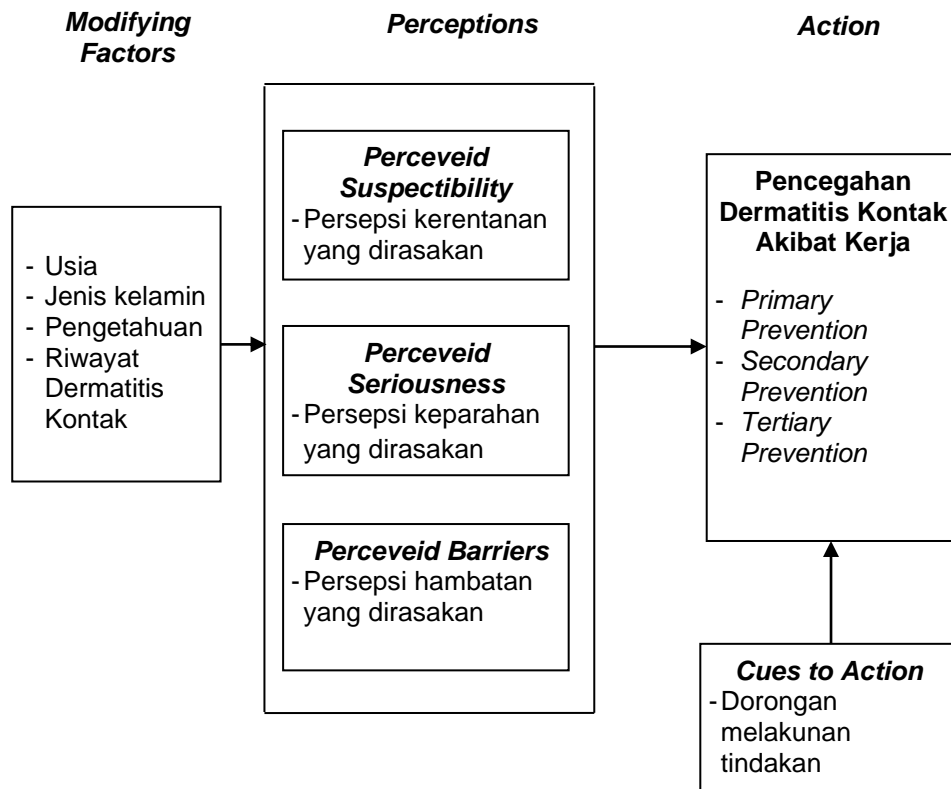 Modifying
Factors
Perceptions
Action
- Usia
- Jenis kelamin
- Pengetahuan
- Riwayat
Dermatitis
Kontak
Perceveid
Suspectibility
- Persepsi kerentanan
yang dirasakan
Perceveid
Seriousness
- Persepsi keparahan
yang dirasakan
Perceveid Barriers
- Persepsi hambatan
yang dirasakan
Pencegahan
Dermatitis Kontak
Akibat Kerja
- Primary
Prevention
- Secondary
Prevention
- Tertiary
Prevention
Cues to Action
- Dorongan
melakunan
tindakan